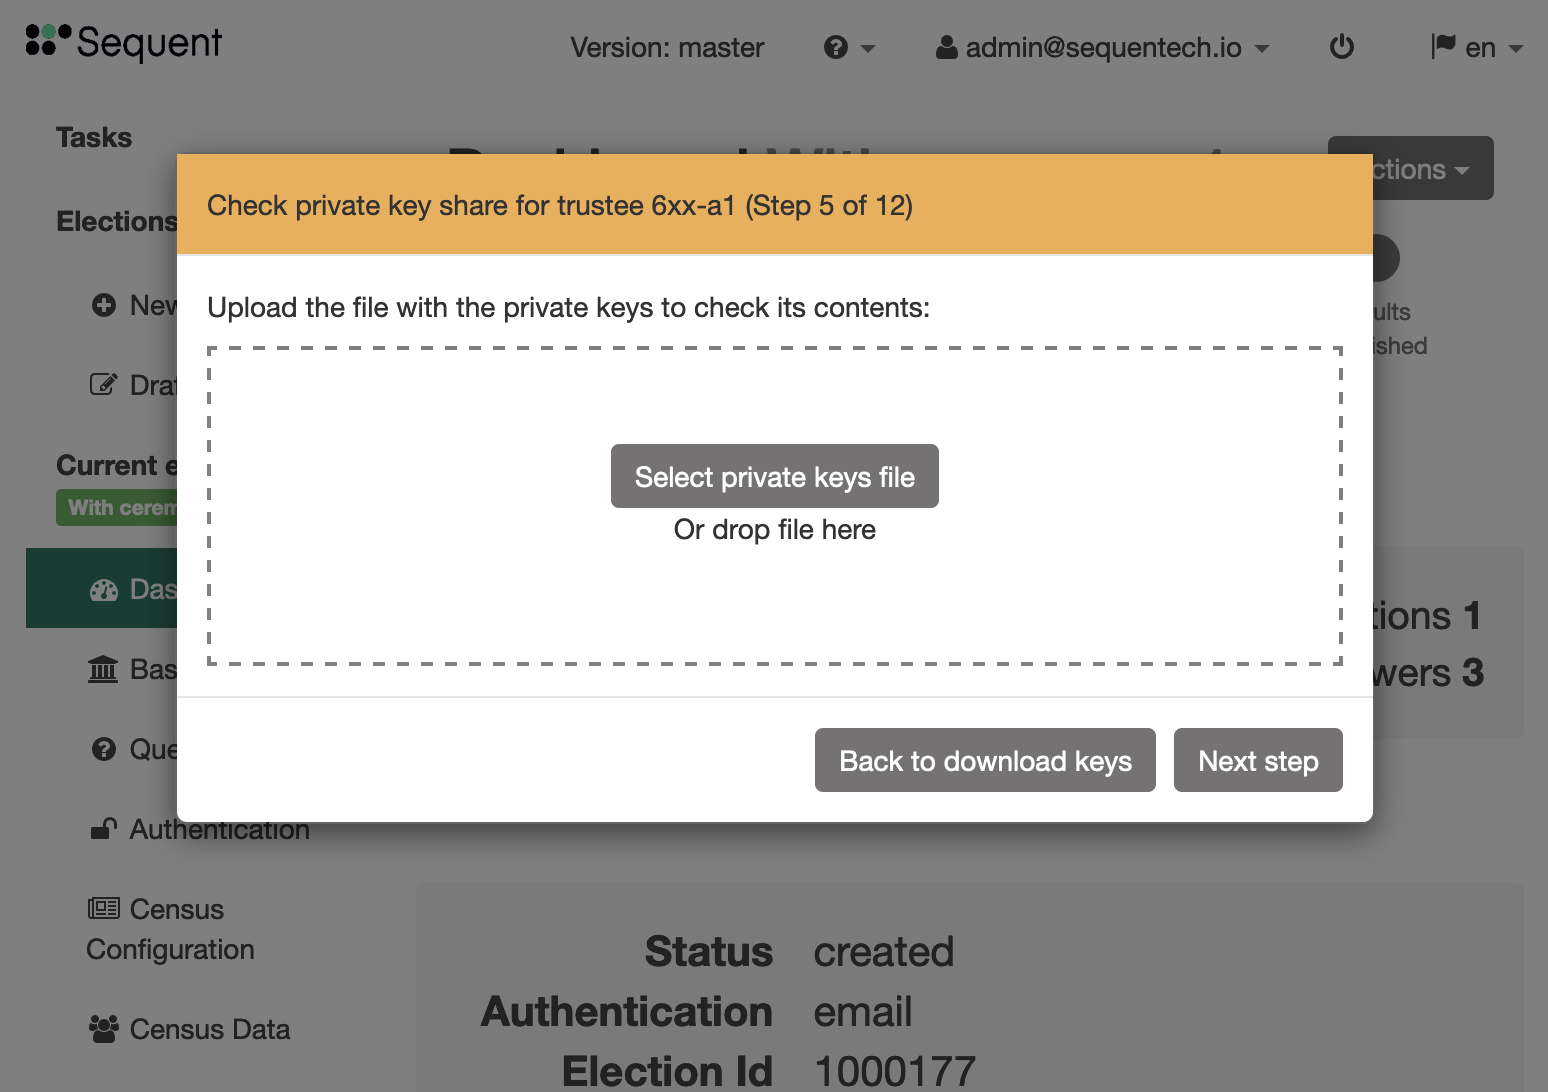 Sequent
Version: master
admin@sequentech.io
en
Tasks
Elections
New
Current e
With cerem
Das
Bas
Que
Authentication
Census
Configuration
Census Data
Check private key share for trustee 6xx-a1 (Step 5 of 12)
Upload the file with the private keys to check its contents:
Select private keys file
Or drop file here
Back to download keys
Next step
ctions
ults
ished
tions 1
wers 3
Status created
Authentication email
Election Id 1000177